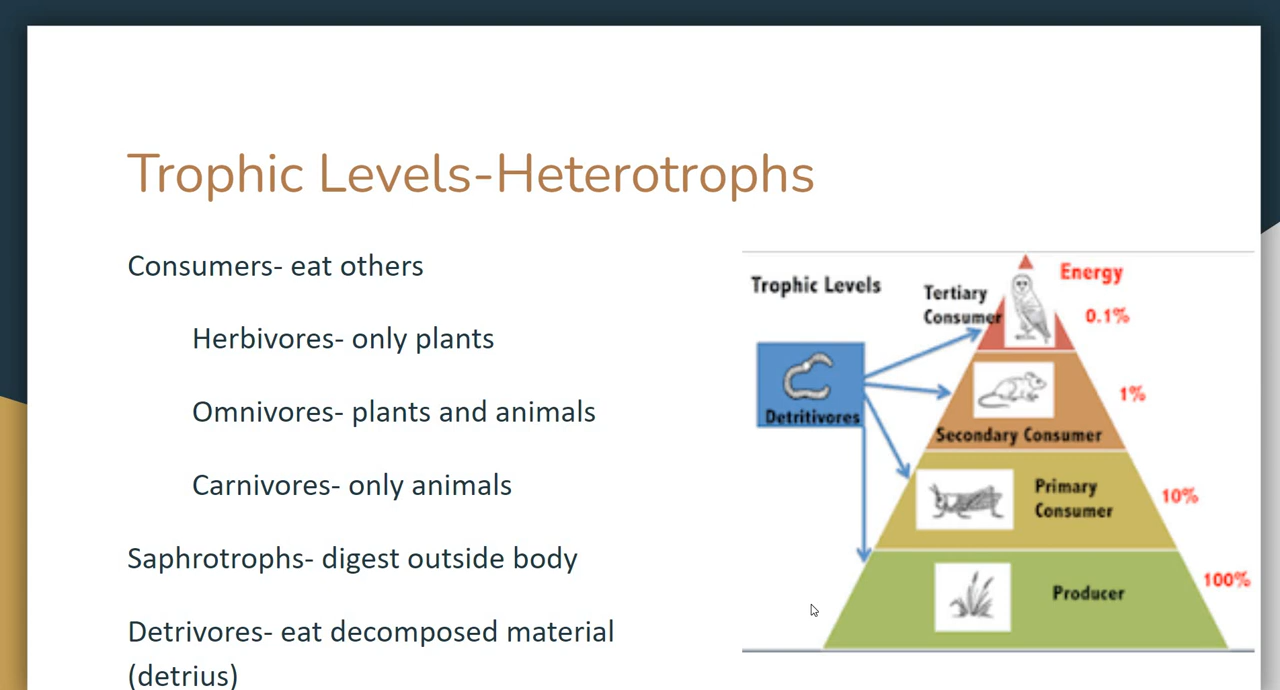 Trophic Levels-Heterotrophs
Consumers- eat others
Herbivores- only plants
Omnivores- plants and animals
Carnivores- only animals
Saphrotrophs- digest outside body
Detrivores- eat decomposed material
(detrius)
Trophic Levels
Energy
Tertiary
Consumer
0.1%
Detritivores
1%
Secondary Consumer
Primary
Consumer
10%
Producer
100%